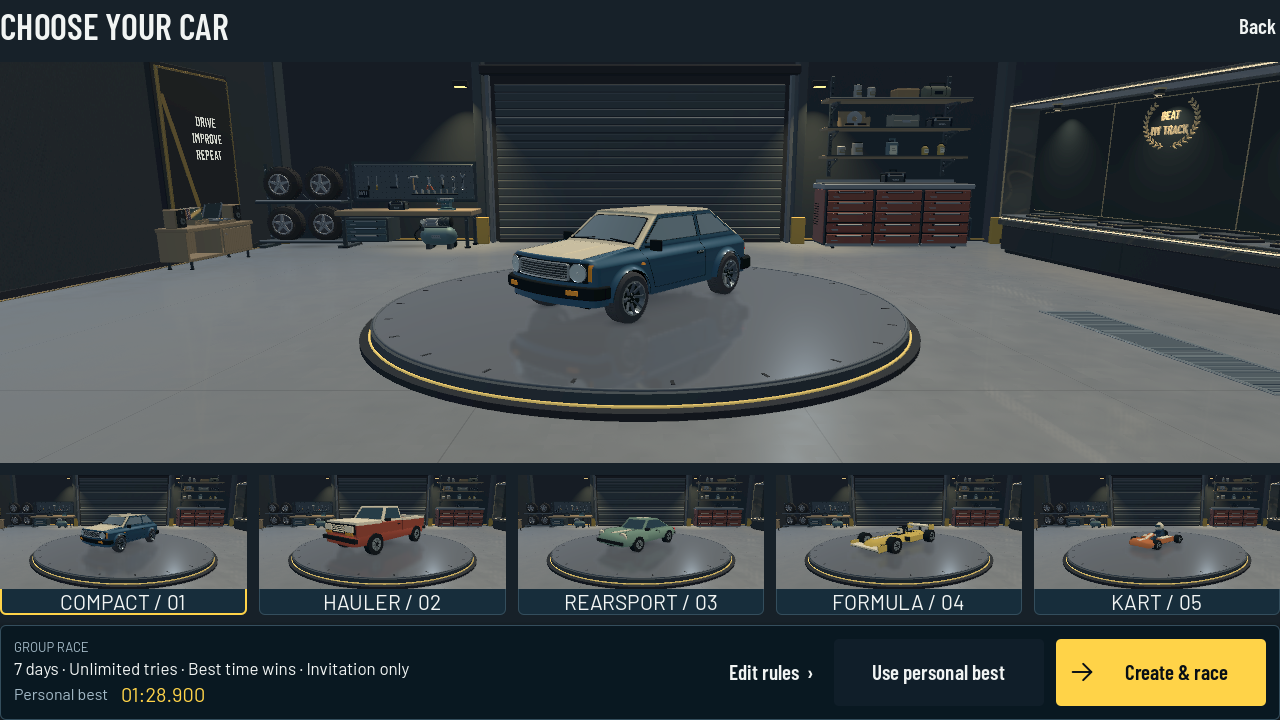 CHOOSE YOUR CAR
Back
DRIVE
IMPROVE
REPEAT
BEAT
MY TRACK
COMPACT / 01
HAULER / 02
REARSPORT / 03
FORMULA / 04
KART / 05
GROUP RACE
7 days · Unlimited tries · Best time wins · Invitation only
Personal best 01:28.900
Edit rules ›
Use personal best
Create & race